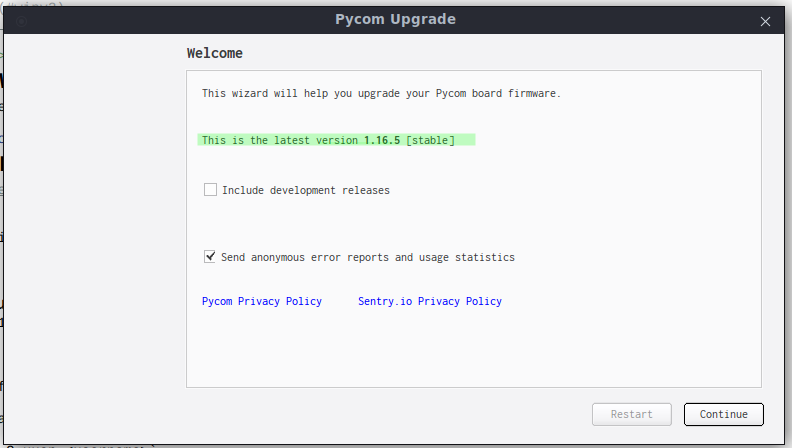 Pycom Upgrade
Welcome
This wizard will help you upgrade your Pycom board firmware.
This is the latest version 1.16.5 [stable]
Include development releases
Send anonymous error reports and usage statistics
Pycom Privacy Policy Sentry.io Privacy Policy
Restart Continue